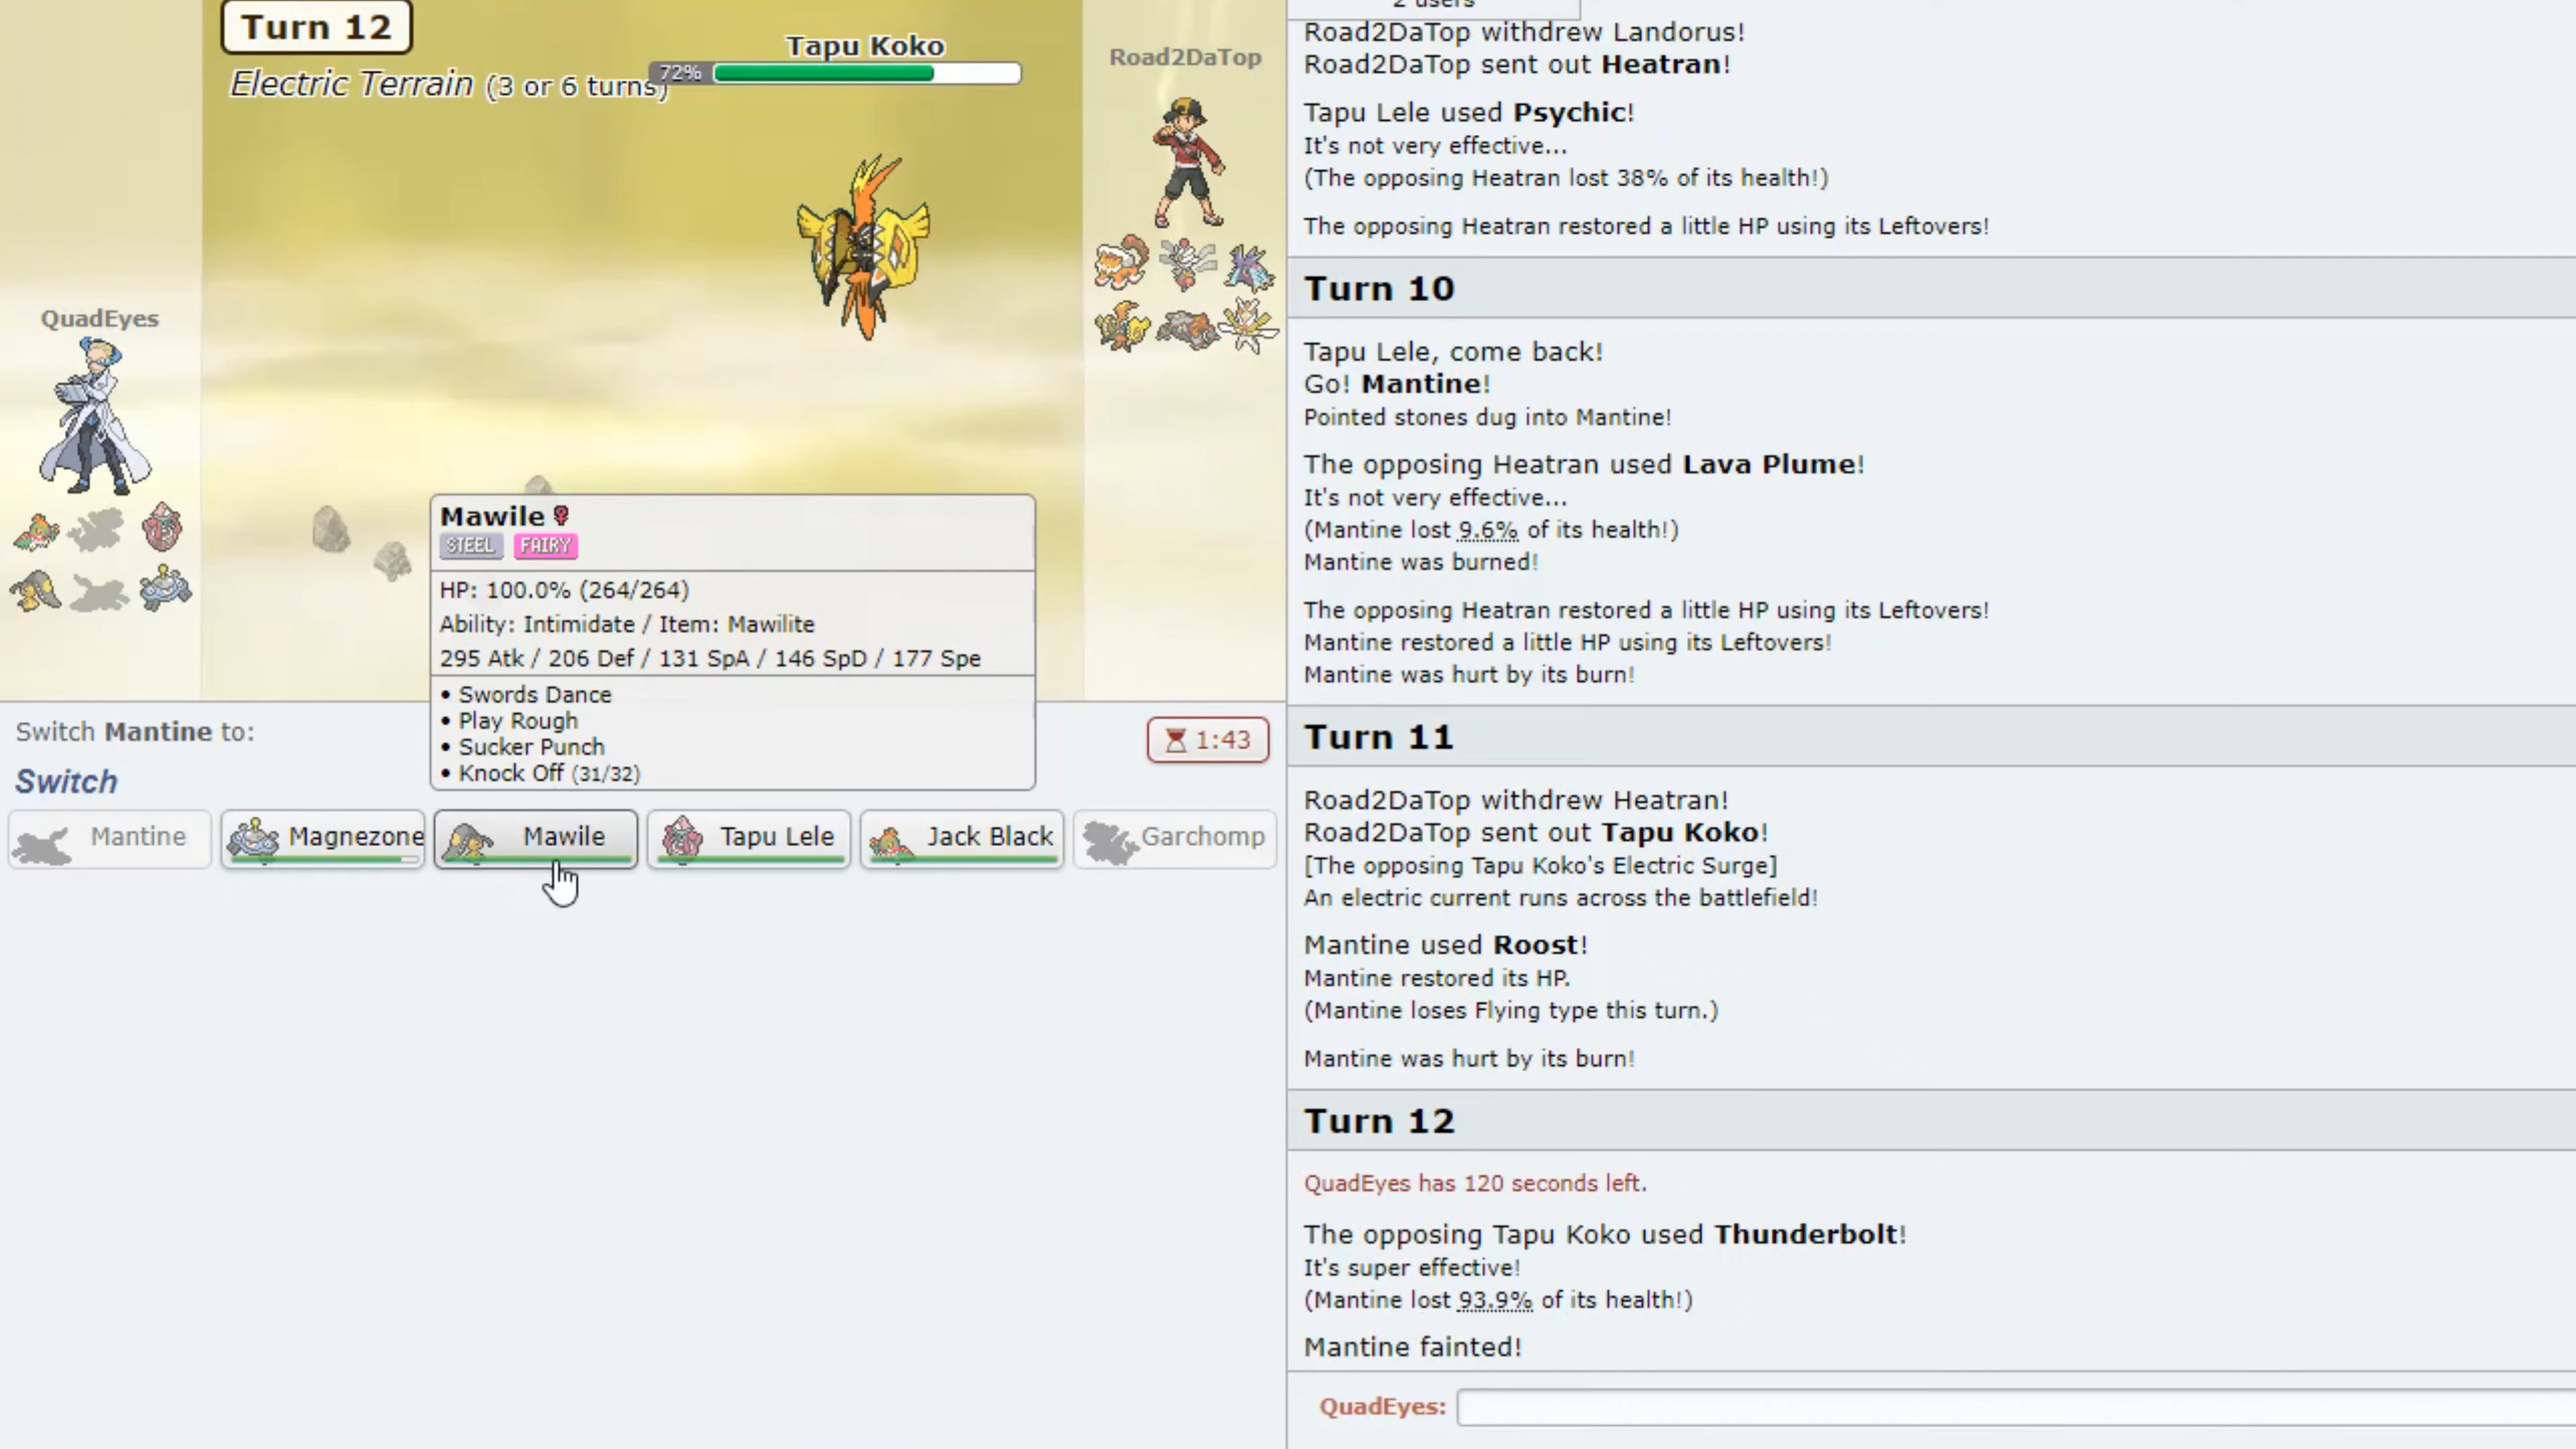 Turn 12
Electric Terrain (3 or 6 turns)
Tapu Koko
72%
Road2DaTop
QuadEyes
Mawile
STEEL FAIRY
HP: 100.0% (264/264)
Ability: Intimidate / Item: Mawilite
295 Atk / 206 Def / 131 SpA / 146 SpD / 177 Spe
• Swords Dance
• Play Rough
• Sucker Punch
• Knock Off (31/32)
Switch Mantine to:
1:43
Switch
Mantine
Magnezone
Mawile
Tapu Lele
Jack Black
Garchomp
2 users
Road2DaTop withdrew Landorus!
Road2DaTop sent out Heatran!
Tapu Lele used Psychic!
It's not very effective...
(The opposing Heatran lost 38% of its health!)
The opposing Heatran restored a little HP using its Leftovers!
Turn 10
Tapu Lele, come back!
Go! Mantine!
Pointed stones dug into Mantine!
The opposing Heatran used Lava Plume!
It's not very effective...
(Mantine lost 9.6% of its health!)
Mantine was burned!
The opposing Heatran restored a little HP using its Leftovers!
Mantine restored a little HP using its Leftovers!
Mantine was hurt by its burn!
Turn 11
Road2DaTop withdrew Heatran!
Road2DaTop sent out Tapu Koko!
[The opposing Tapu Koko's Electric Surge]
An electric current runs across the battlefield!
Mantine used Roost!
Mantine restored its HP.
(Mantine loses Flying type this turn.)
Mantine was hurt by its burn!
Turn 12
QuadEyes has 120 seconds left.
The opposing Tapu Koko used Thunderbolt!
It's super effective!
(Mantine lost 93.9% of its health!)
Mantine fainted!
QuadEyes: